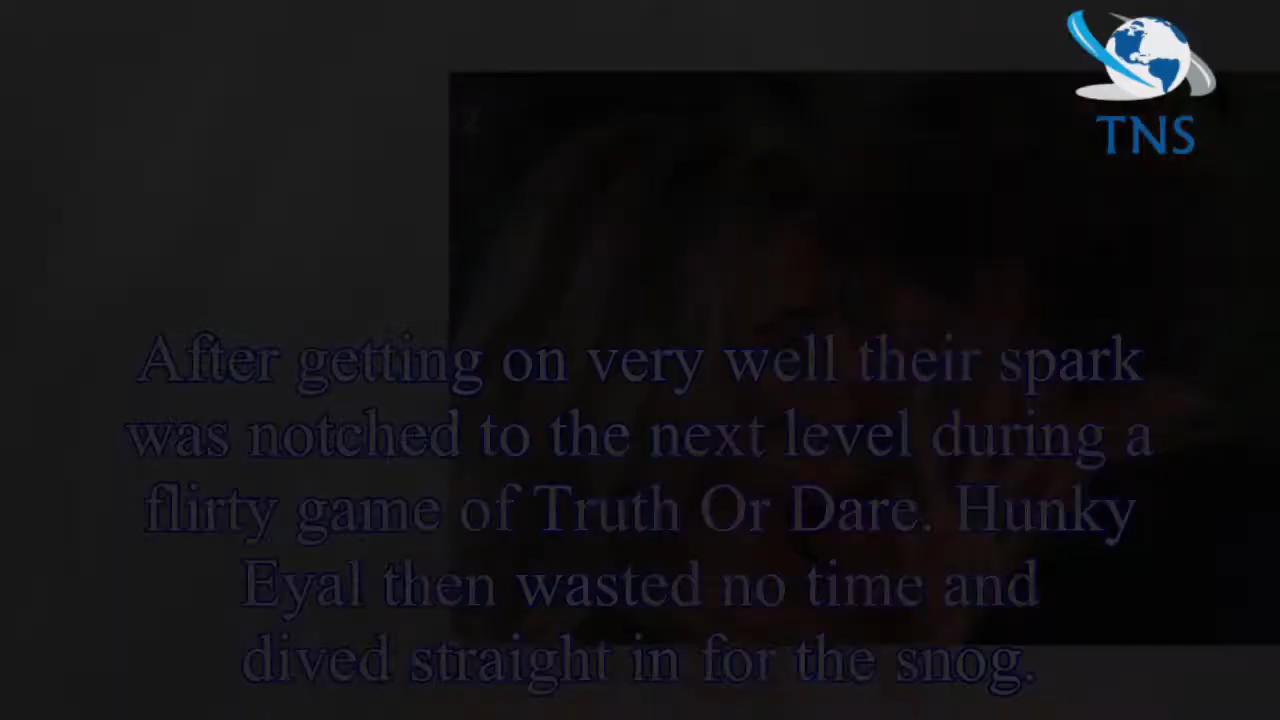 TNS
After getting on very well their spark
was notched to the next level during a
flirty game of Truth Or Dare. Hunky
Eyal then wasted no time and
dived straight in for the snog.